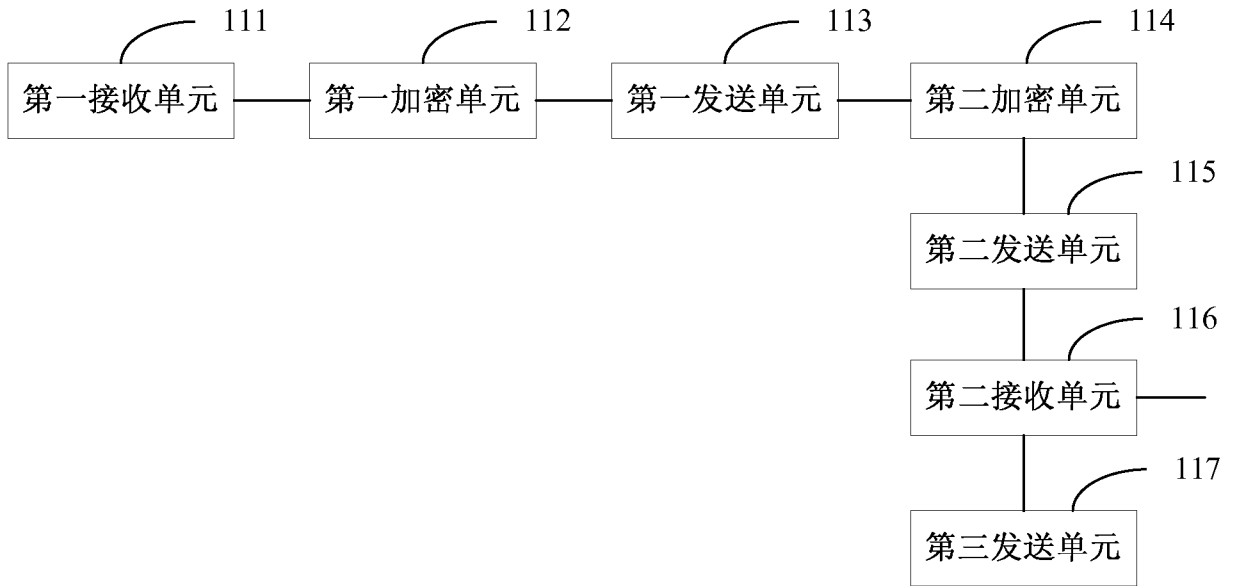 111
112
113
114
第一接收单元
第一加密单元
第一发送单元
第二加密单元
115
第二发送单元
116
第二接收单元
117
第三发送单元